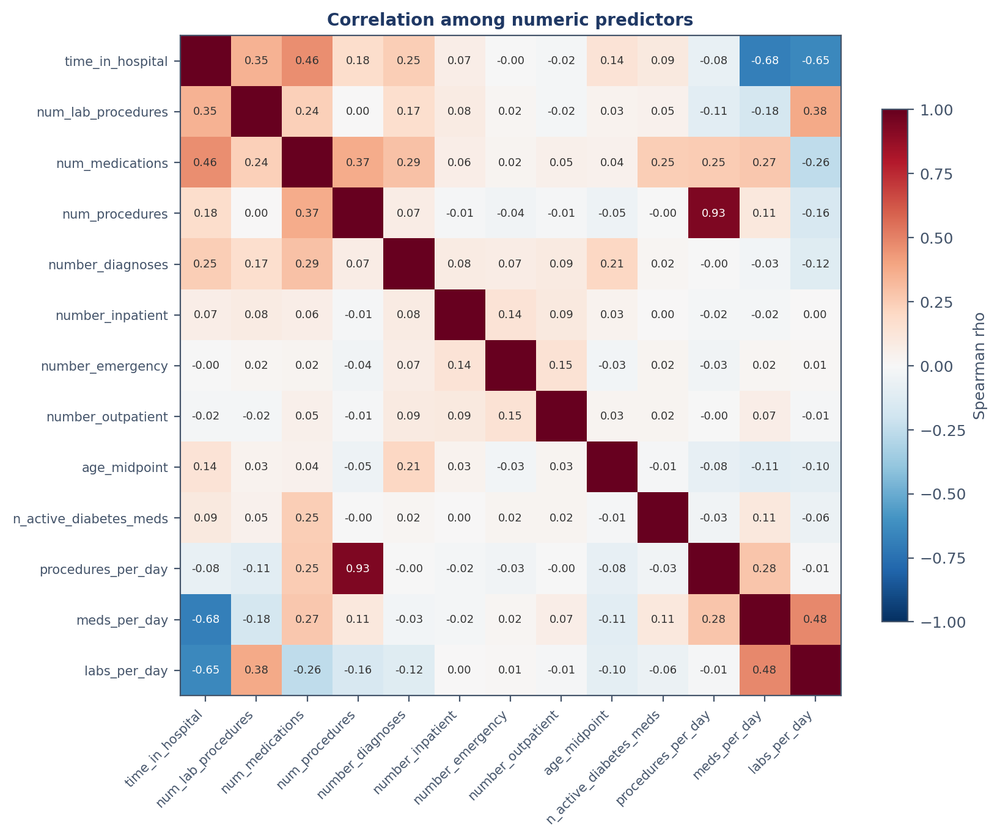 Correlation among numeric predictors
time_in_hospital 0.35 0.46 0.18 0.25 0.07 -0.00 -0.02 0.14 0.09 -0.08 -0.68 -0.65
num_lab_procedures 0.35 0.24 0.00 0.17 0.08 0.02 -0.02 0.03 0.05 -0.11 -0.18 0.38
num_medications 0.46 0.24 0.37 0.29 0.06 0.02 0.05 0.04 0.25 0.25 0.27 -0.26
num_procedures 0.18 0.00 0.37 0.07 -0.01 -0.04 -0.01 -0.05 -0.00 0.93 0.11 -0.16
number_diagnoses 0.25 0.17 0.29 0.07 0.08 0.07 0.09 0.21 0.02 -0.00 -0.03 -0.12
number_inpatient 0.07 0.08 0.06 -0.01 0.08 0.14 0.09 0.03 0.00 -0.02 -0.02 0.00
number_emergency -0.00 0.02 0.02 -0.04 0.07 0.14 0.15 -0.03 0.02 -0.03 0.02 0.01
number_outpatient -0.02 -0.02 0.05 -0.01 0.09 0.09 0.15 0.03 0.02 -0.00 0.07 -0.01
age_midpoint 0.14 0.03 0.04 -0.05 0.21 0.03 -0.03 0.03 -0.01 -0.08 -0.11 -0.10
n_active_diabetes_meds 0.09 0.05 0.25 -0.00 0.02 0.00 0.02 0.02 -0.01 -0.03 0.11 -0.06
procedures_per_day -0.08 -0.11 0.25 0.93 -0.00 -0.02 -0.03 -0.00 -0.08 -0.03 0.28 -0.01
meds_per_day -0.68 -0.18 0.27 0.11 -0.03 -0.02 0.02 0.07 -0.11 0.11 0.28 0.48
labs_per_day -0.65 0.38 -0.26 -0.16 -0.12 0.00 0.01 -0.01 -0.10 -0.06 -0.01 0.48
time_in_hospital
num_lab_procedures
num_medications
num_procedures
number_diagnoses
number_inpatient
number_emergency
number_outpatient
age_midpoint
n_active_diabetes_meds
procedures_per_day
meds_per_day
labs_per_day
1.00
0.75
0.50
0.25
0.00
−0.25
−0.50
−0.75
−1.00
Spearman rho